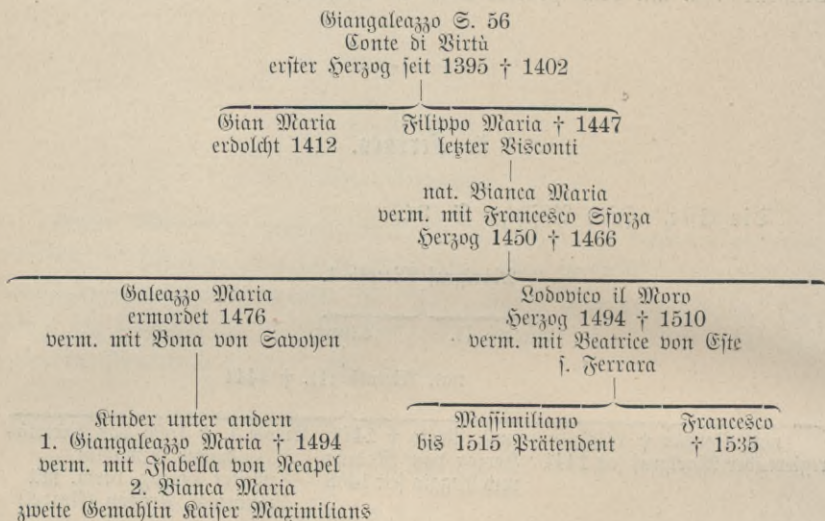 Giangaleazzo S. 56
Conte di Virtù
erster Herzog seit 1395 † 1402
Gian Maria
erdolcht 1412
Filippo Maria † 1447
letzter Visconti
nat. Bianca Maria
verm. mit Francesco Sforza
Herzog 1450 † 1466
Galeazzo Maria
ermordet 1476
verm. mit Bona von Savoyen
Lodovico il Moro
Herzog 1494 † 1510
verm. mit Beatrice von Este
s. Ferrara
Kinder unter andern
1. Giangaleazzo Maria † 1494
verm. mit Isabella von Neapel
2. Bianca Maria
zweite Gemahlin Kaiser Maximilians
Massimiliano
bis 1515 Prätendent
Francesco
† 1535